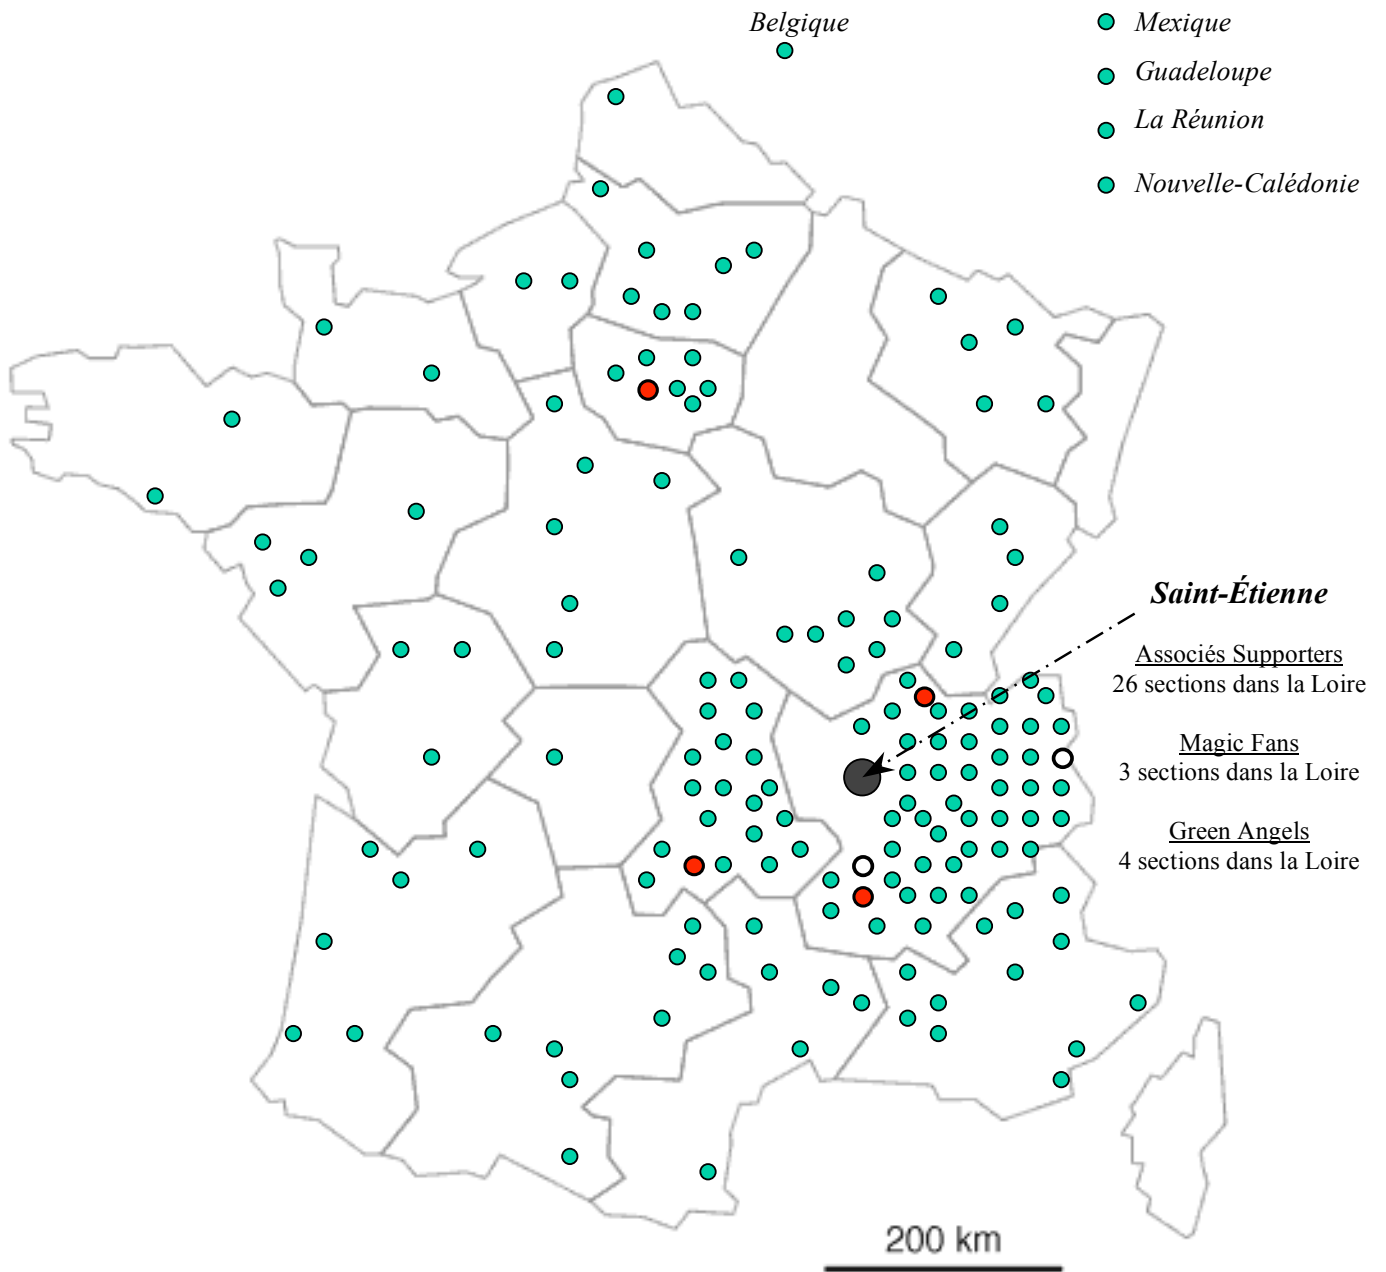 Belgique
Mexique
Guadeloupe
La Réunion
Nouvelle-Calédonie
Saint-Étienne
Associés Supporters
26 sections dans la Loire
Magic Fans
3 sections dans la Loire
Green Angels
4 sections dans la Loire
200 km